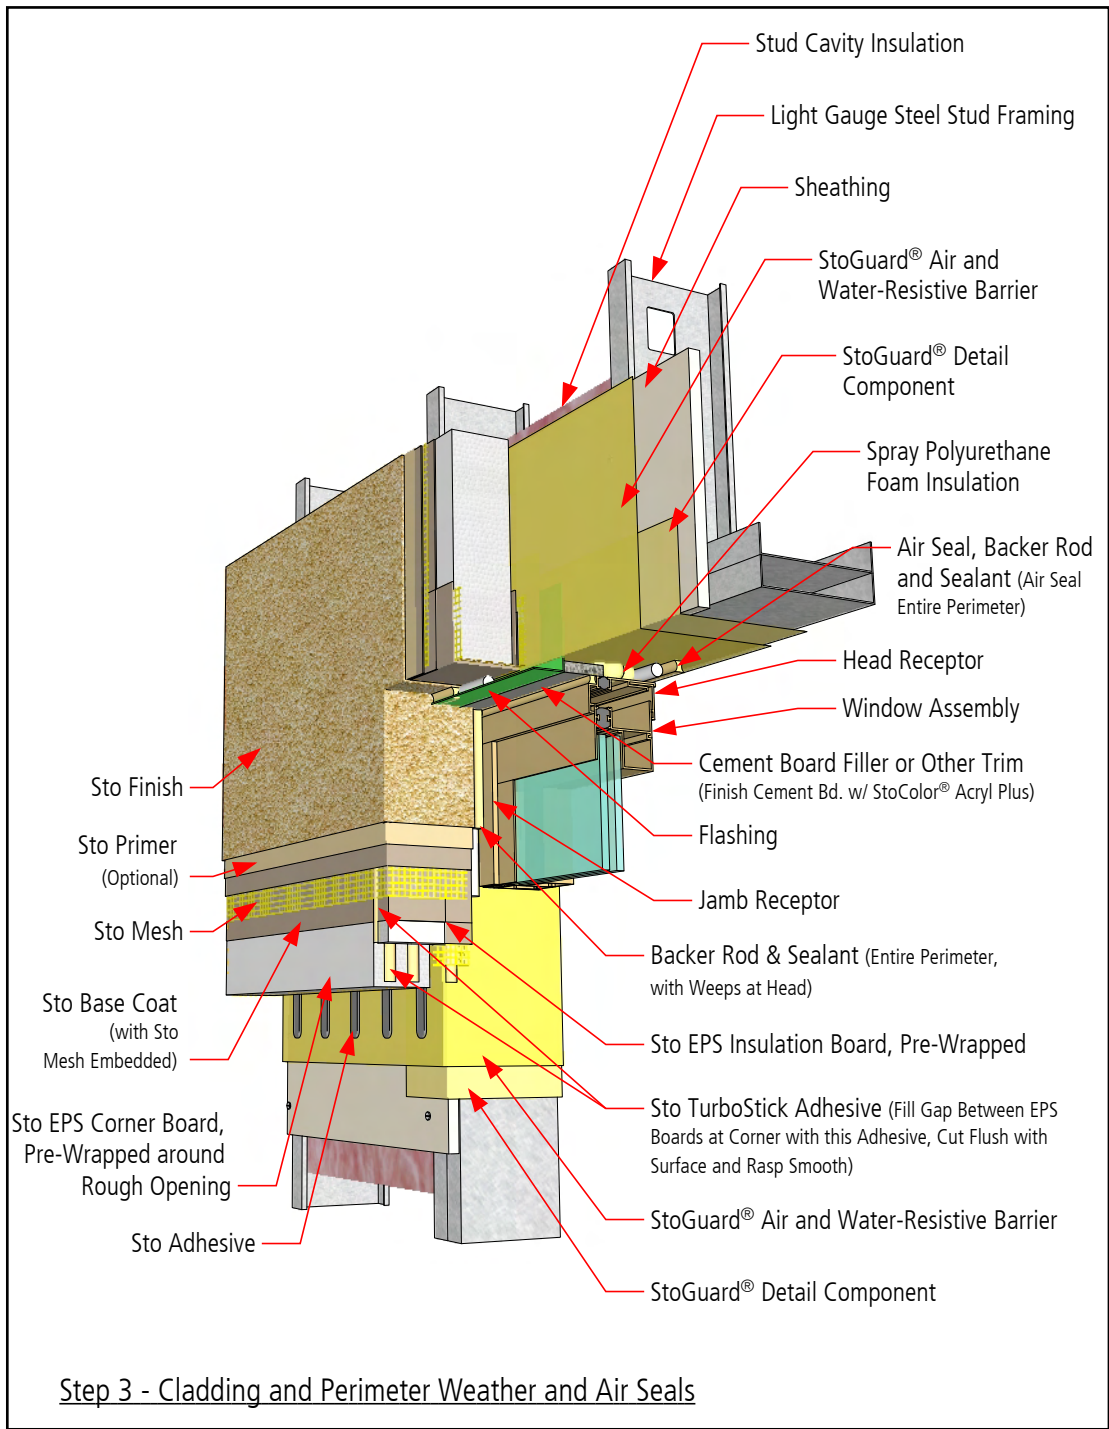 Stud Cavity Insulation
Light Gauge Steel Stud Framing
Sheathing
StoGuard® Air and
Water-Resistive Barrier
StoGuard® Detail
Component
Spray Polyurethane
Foam Insulation
Air Seal, Backer Rod
and Sealant (Air Seal
Entire Perimeter)
Head Receptor
Window Assembly
Cement Board Filler or Other Trim
(Finish Cement Bd. w/ StoColor® Acryl Plus)
Flashing
Jamb Receptor
Backer Rod & Sealant (Entire Perimeter,
with Weeps at Head)
Sto EPS Insulation Board, Pre-Wrapped
Sto TurboStick Adhesive (Fill Gap Between EPS
Boards at Corner with this Adhesive, Cut Flush with
Surface and Rasp Smooth)
StoGuard® Air and Water-Resistive Barrier
StoGuard® Detail Component
Sto Finish
Sto Primer
(Optional)
Sto Mesh
Sto Base Coat
(with Sto
Mesh Embedded)
Sto EPS Corner Board,
Pre-Wrapped around
Rough Opening
Sto Adhesive
Step 3 - Cladding and Perimeter Weather and Air Seals